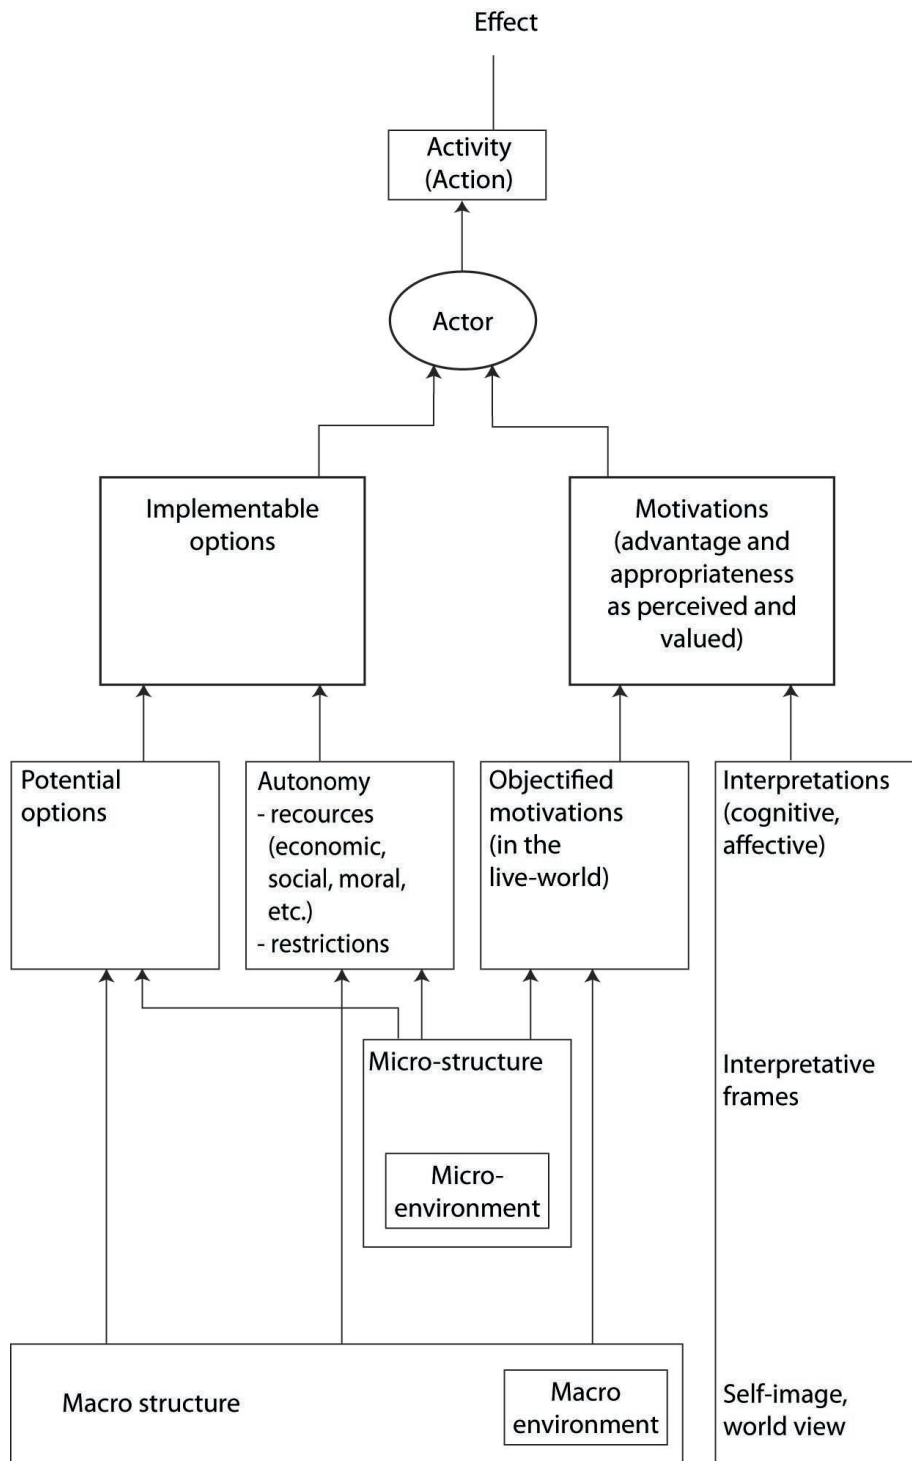 Effect
Activity
(Action)
Actor
Implementable
options
Motivations
(advantage and
appropriateness
as perceived and
valued)
Potential
options
Autonomy
- recources
(economic,
social, moral,
etc.)
- restrictions
Objectified
motivations
(in the
live-world)
Interpretations
(cognitive,
affective)
Micro-structure
Micro-
environment
Interpretative
frames
Macro structure
Macro
environment
Self-image,
world view